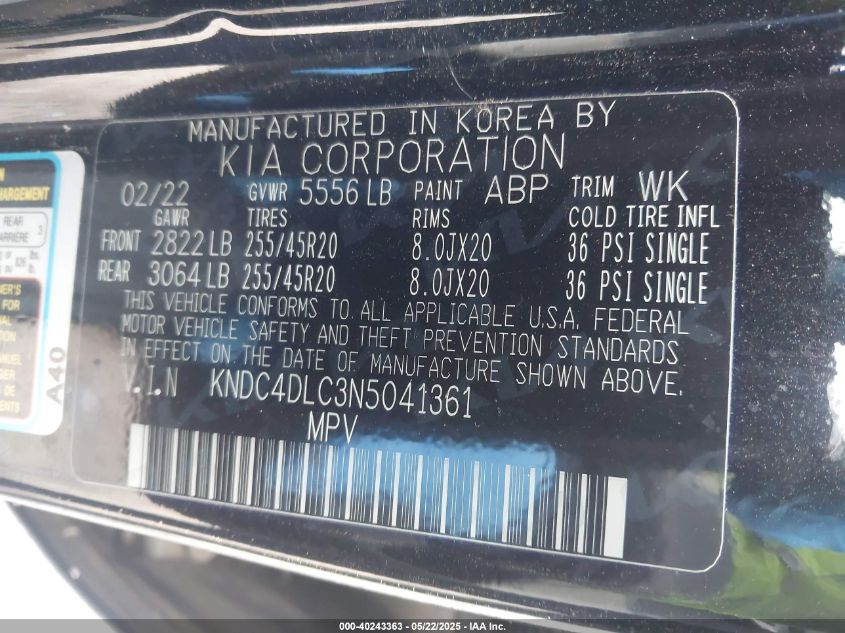 MANUFACTURED IN KOREA BY
KIA CORPORATION
02/22 GVWR 5556 LB PAINT ABP TRIM WK
GAWR TIRES RIMS COLD TIRE INFL
FRONT 2822 LB 255/45R20 8.0JX20 36 PSI SINGLE
REAR 3064 LB 255/45R20 8.0JX20 36 PSI SINGLE
THIS VEHICLE CONFORMS TO ALL APPLICABLE U.S.A. FEDERAL
MOTOR VEHICLE SAFETY AND THEFT PREVENTION STANDARDS
IN EFFECT ON THE DATE OF MANUFACTURE SHOWN ABOVE.
V.I.N KNDC4DLC3N5041361
MPV
REAR
3
A40
000-40243363 - 05/22/2025 - IAA Inc.